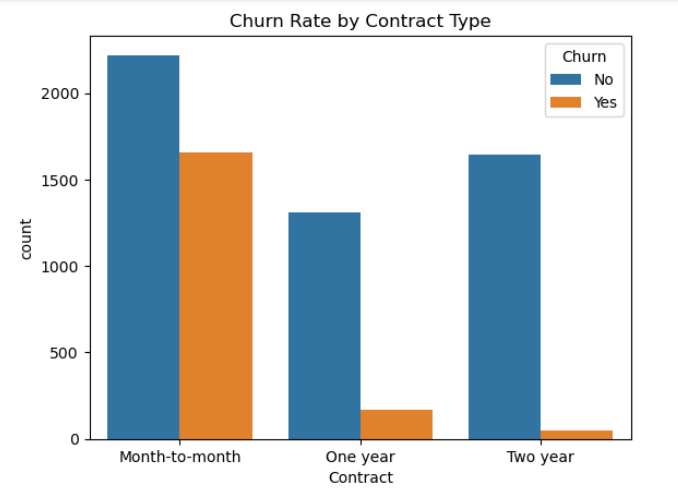 Churn Rate by Contract Type
Churn
No
Yes
2000
1500
1000
500
0
count
Month-to-month
One year
Two year
Contract